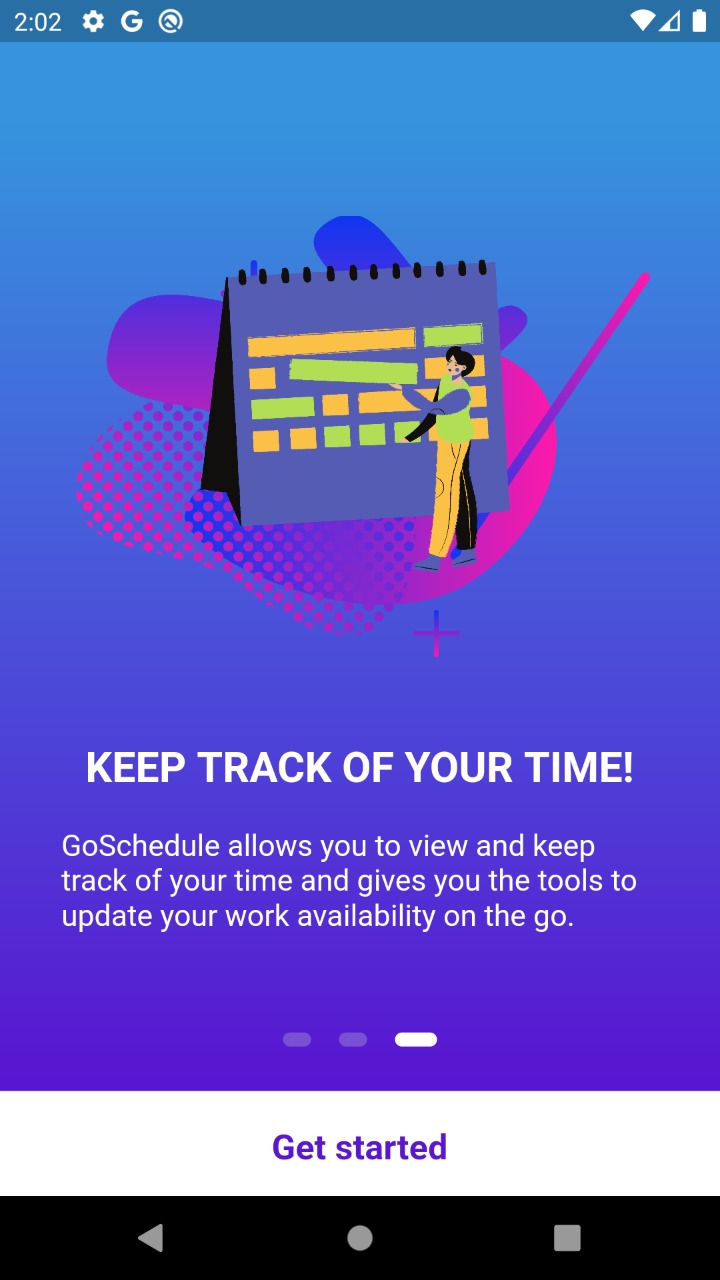 2:02
KEEP TRACK OF YOUR TIME!
GoSchedule allows you to view and keep
track of your time and gives you the tools to
update your work availability on the go.
Get started